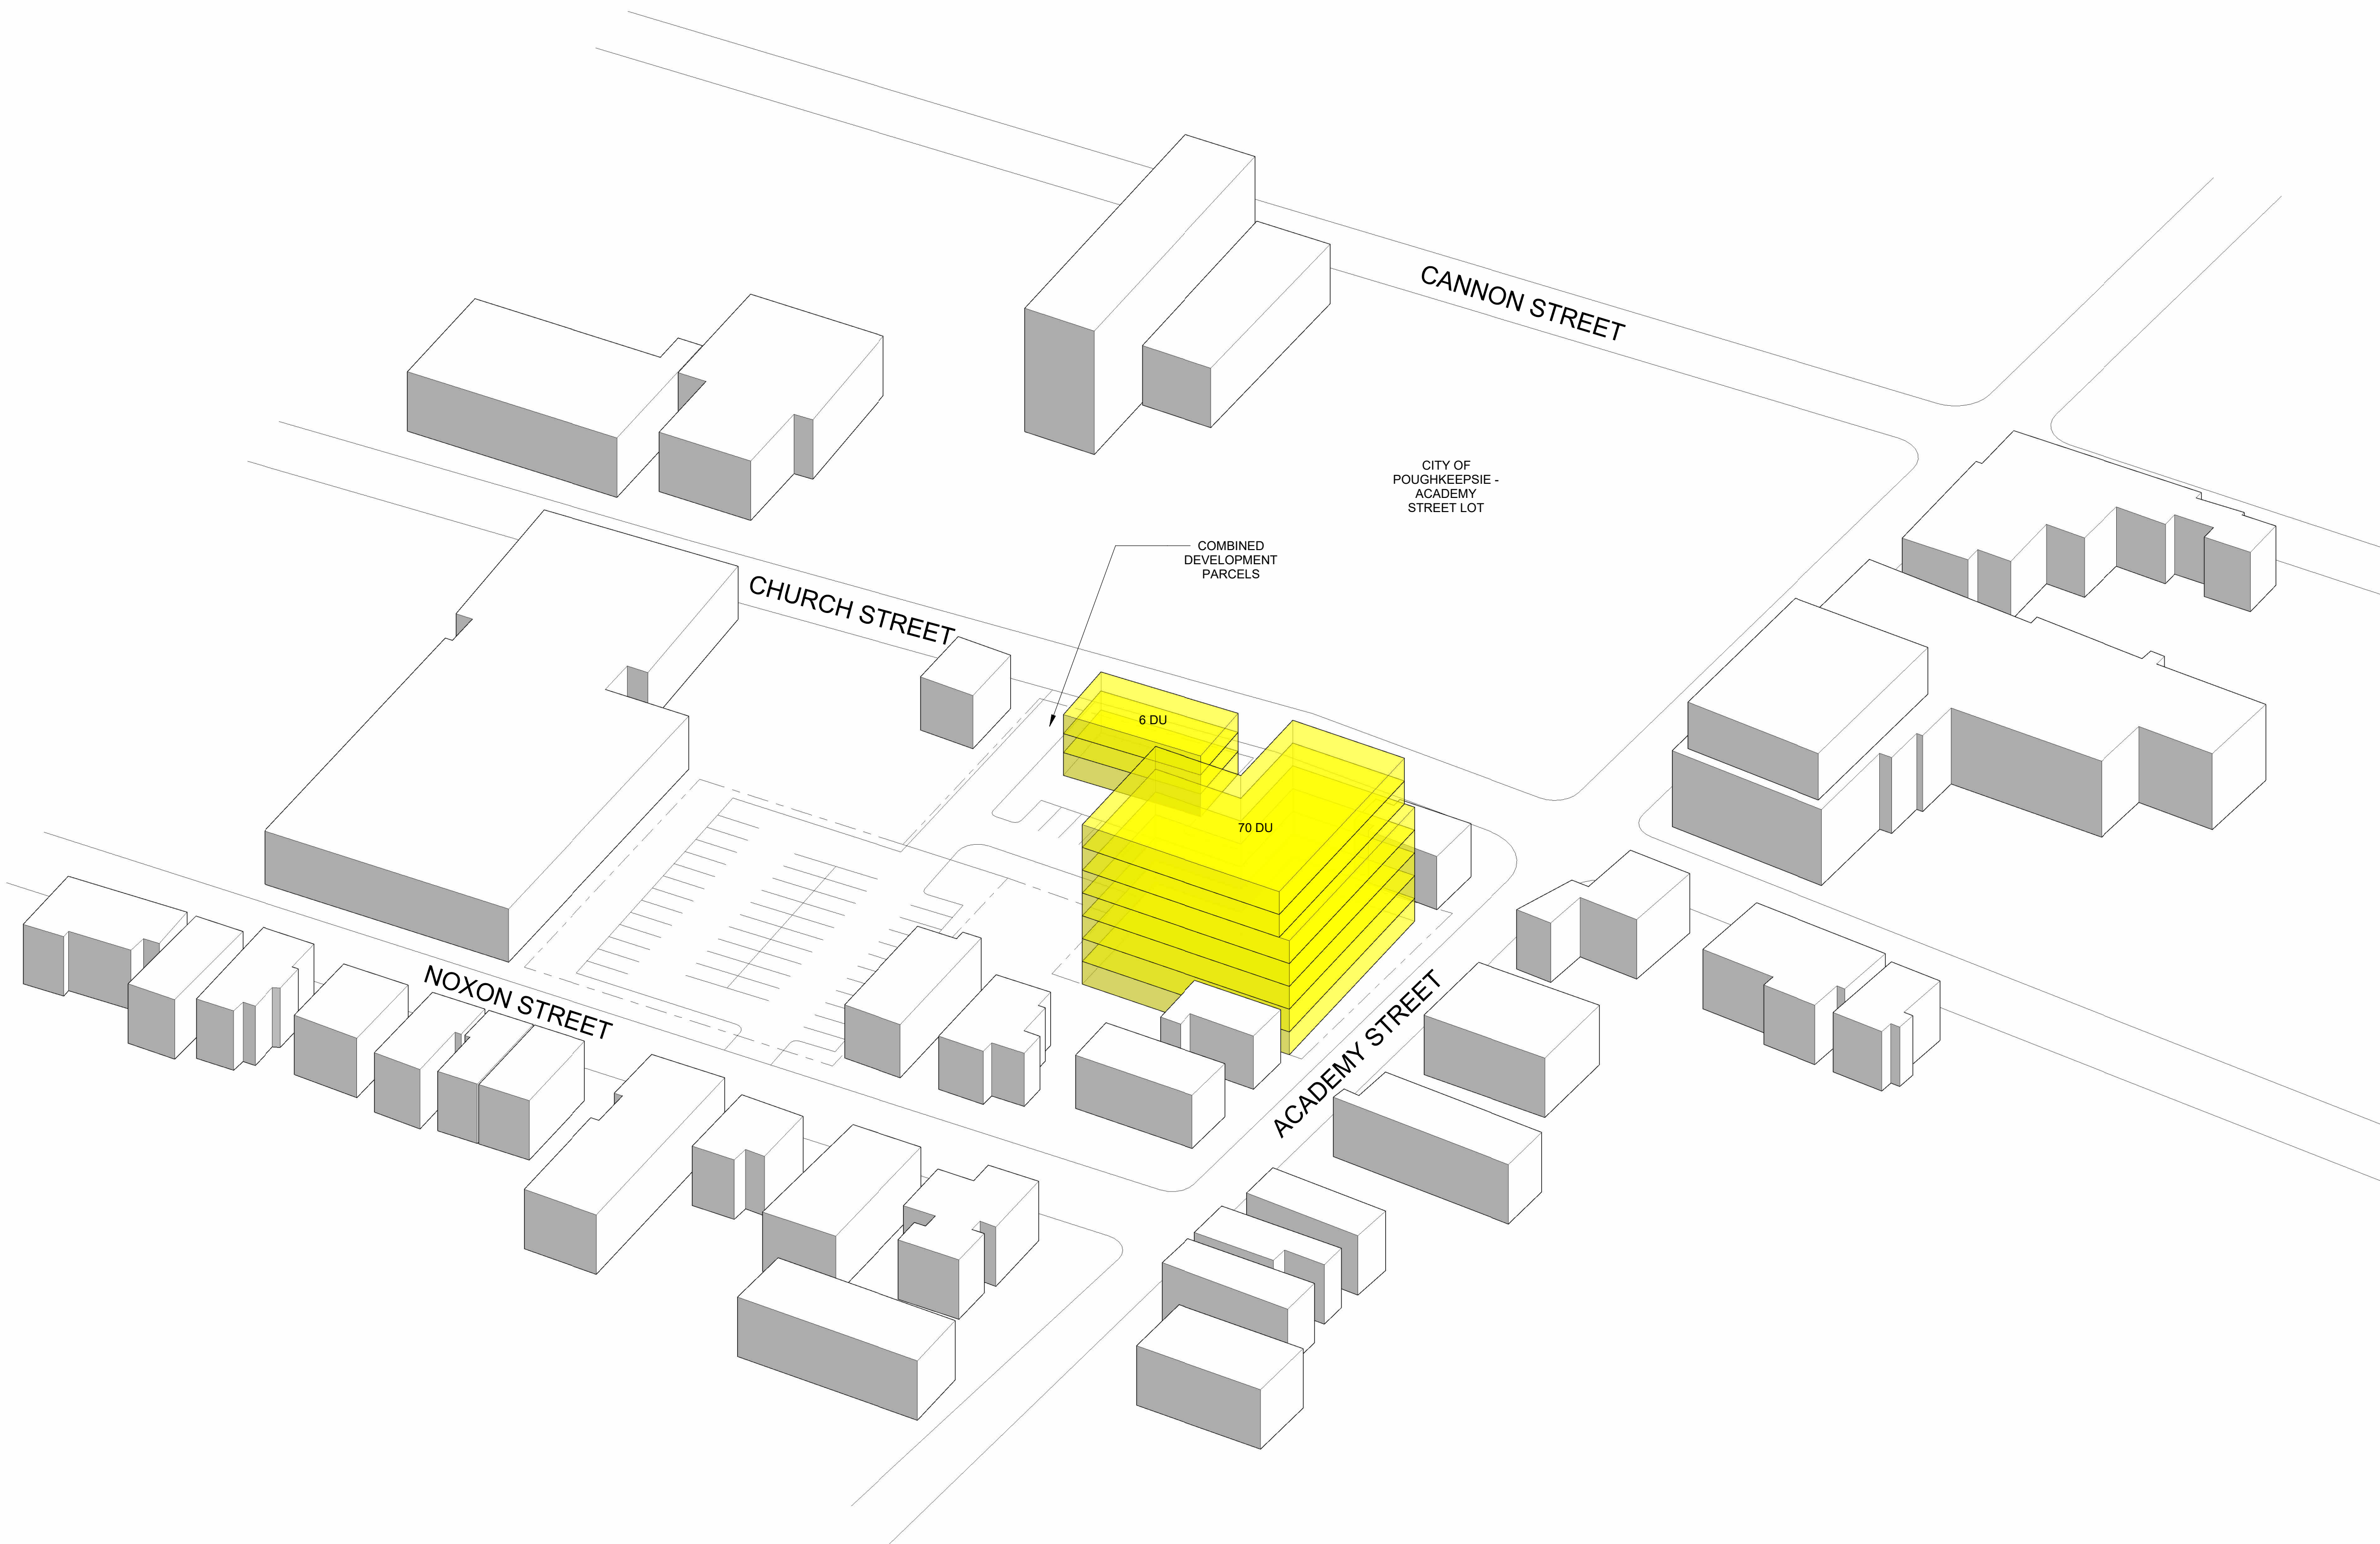 CANNON STREET
CITY OF
POUGHKEEPSIE -
ACADEMY
STREET LOT
COMBINED
DEVELOPMENT
PARCELS
CHURCH STREET
6 DU
70 DU
NOXON STREET
ACADEMY STREET